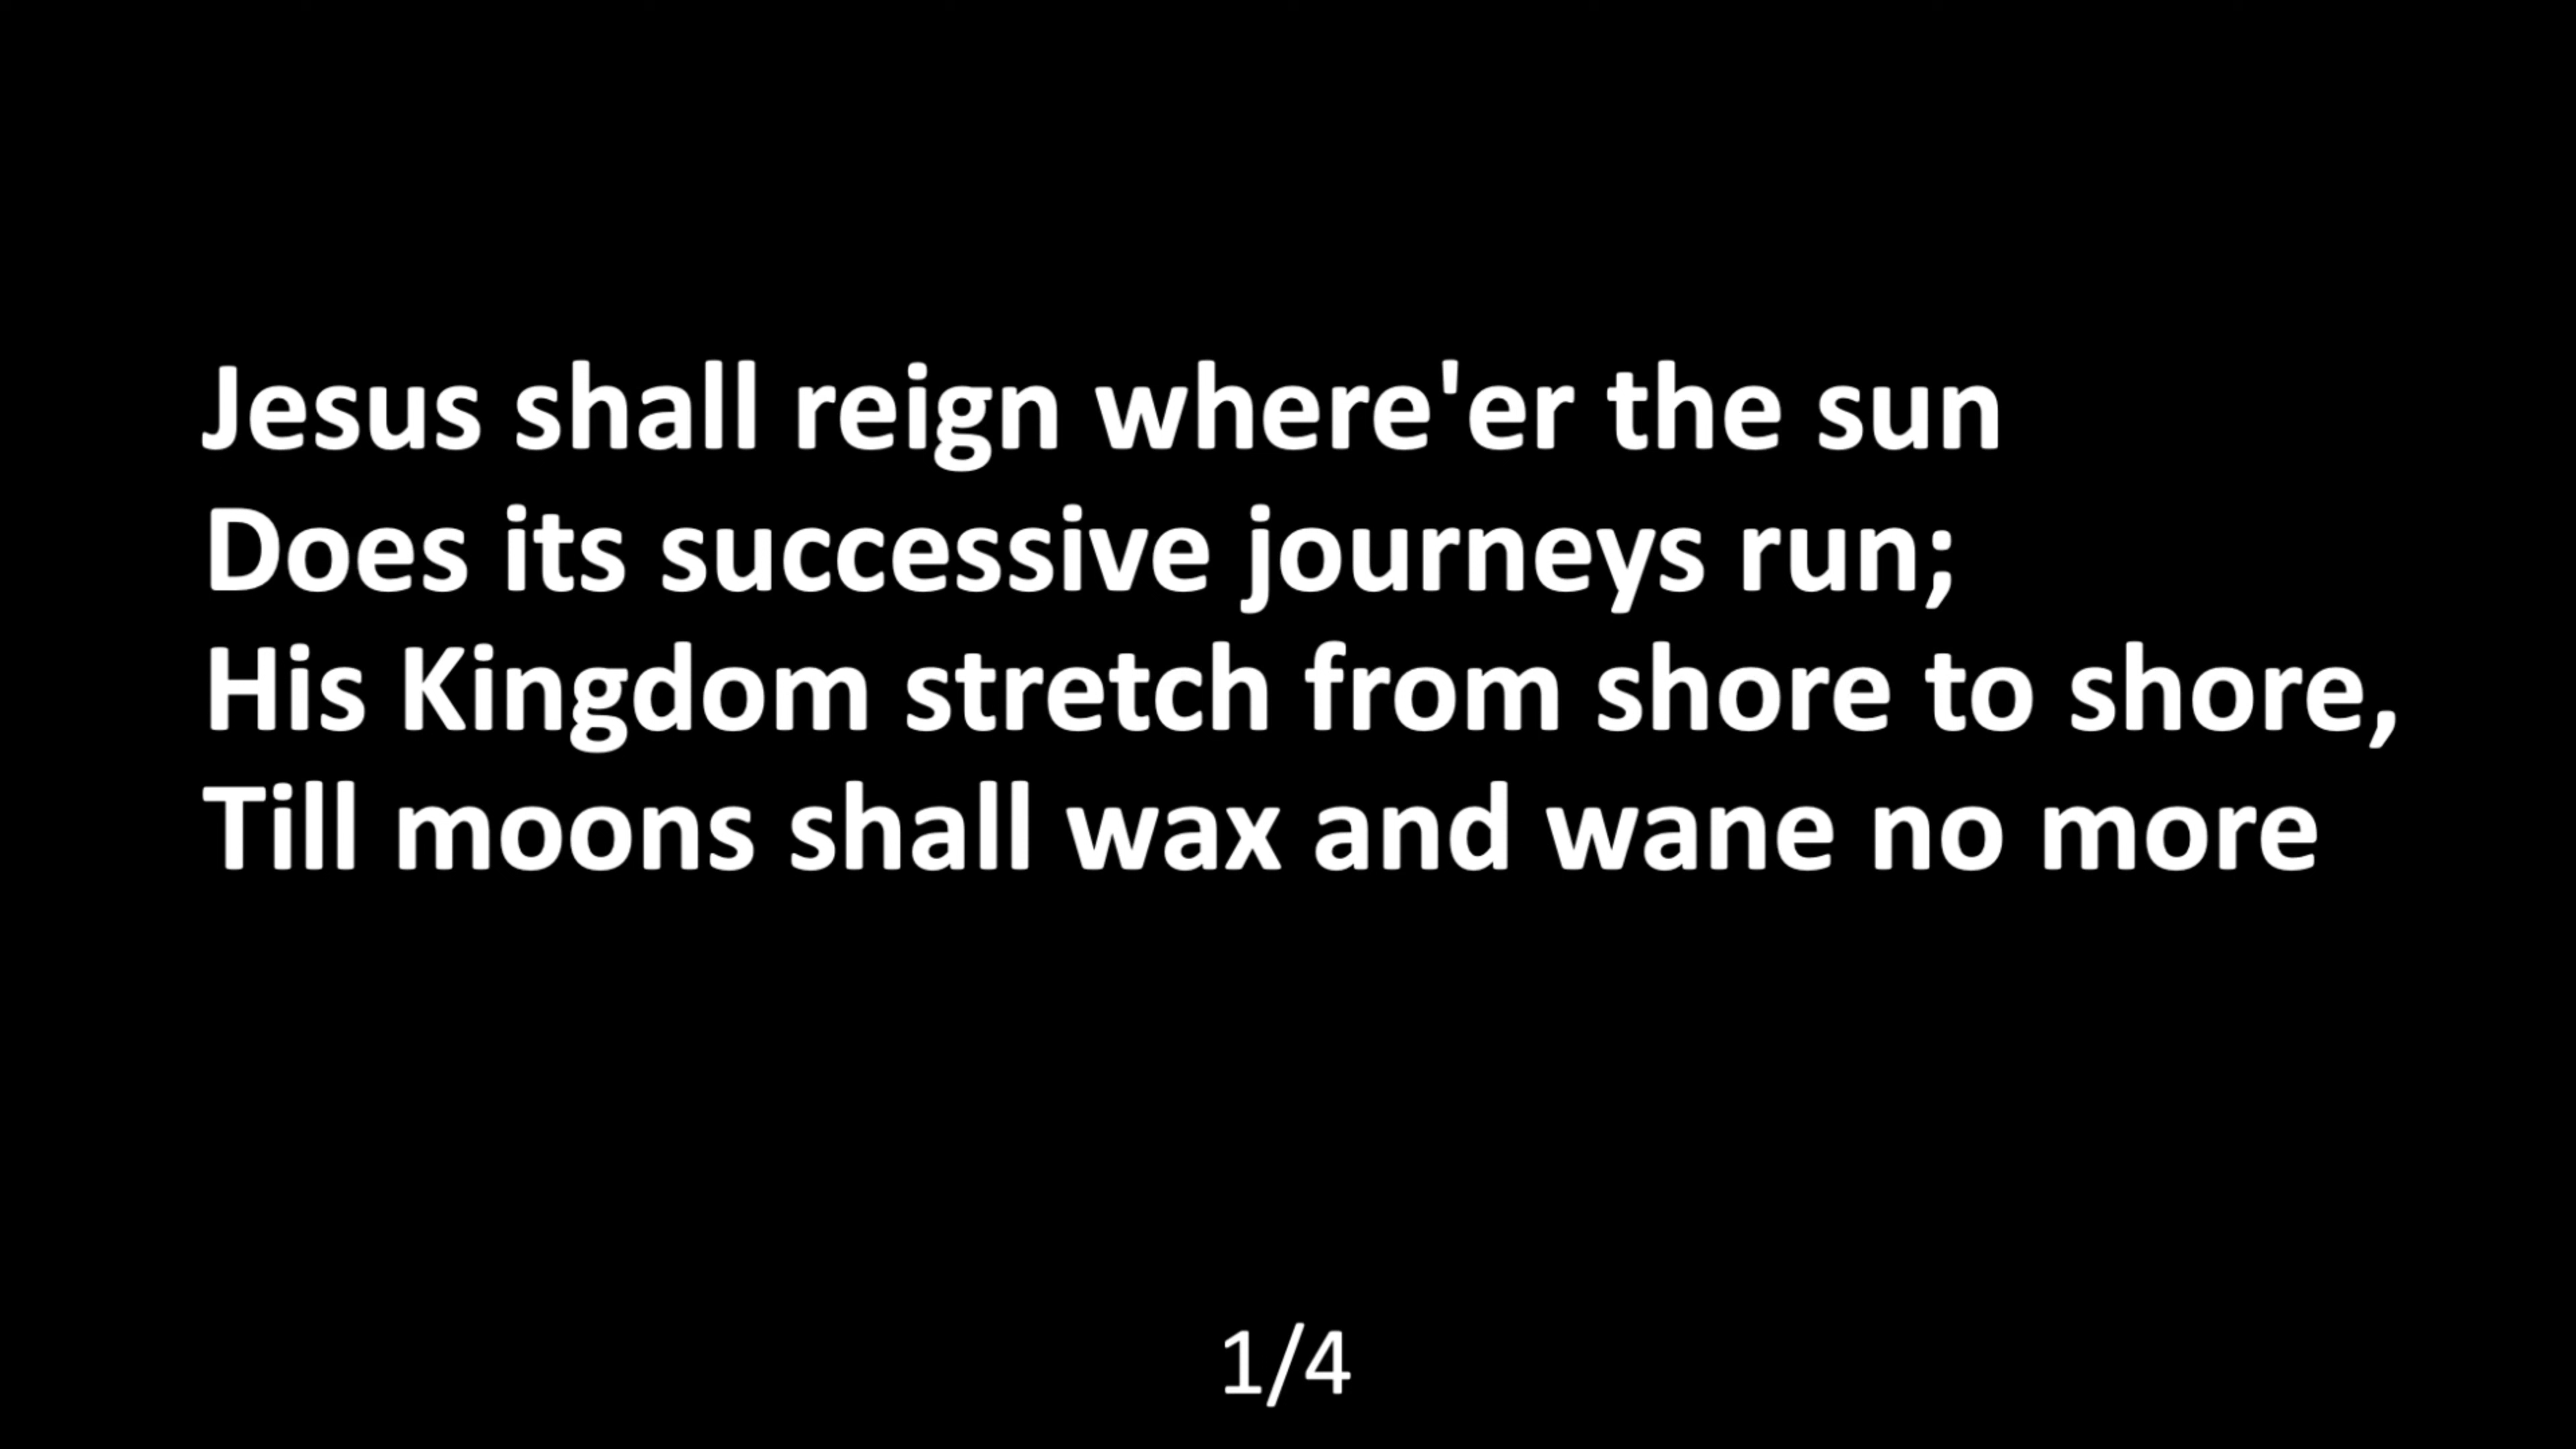 Jesus shall reign where'er the sun
Does its successive journeys run;
His Kingdom stretch from shore to shore,
Till moons shall wax and wane no more
1/4